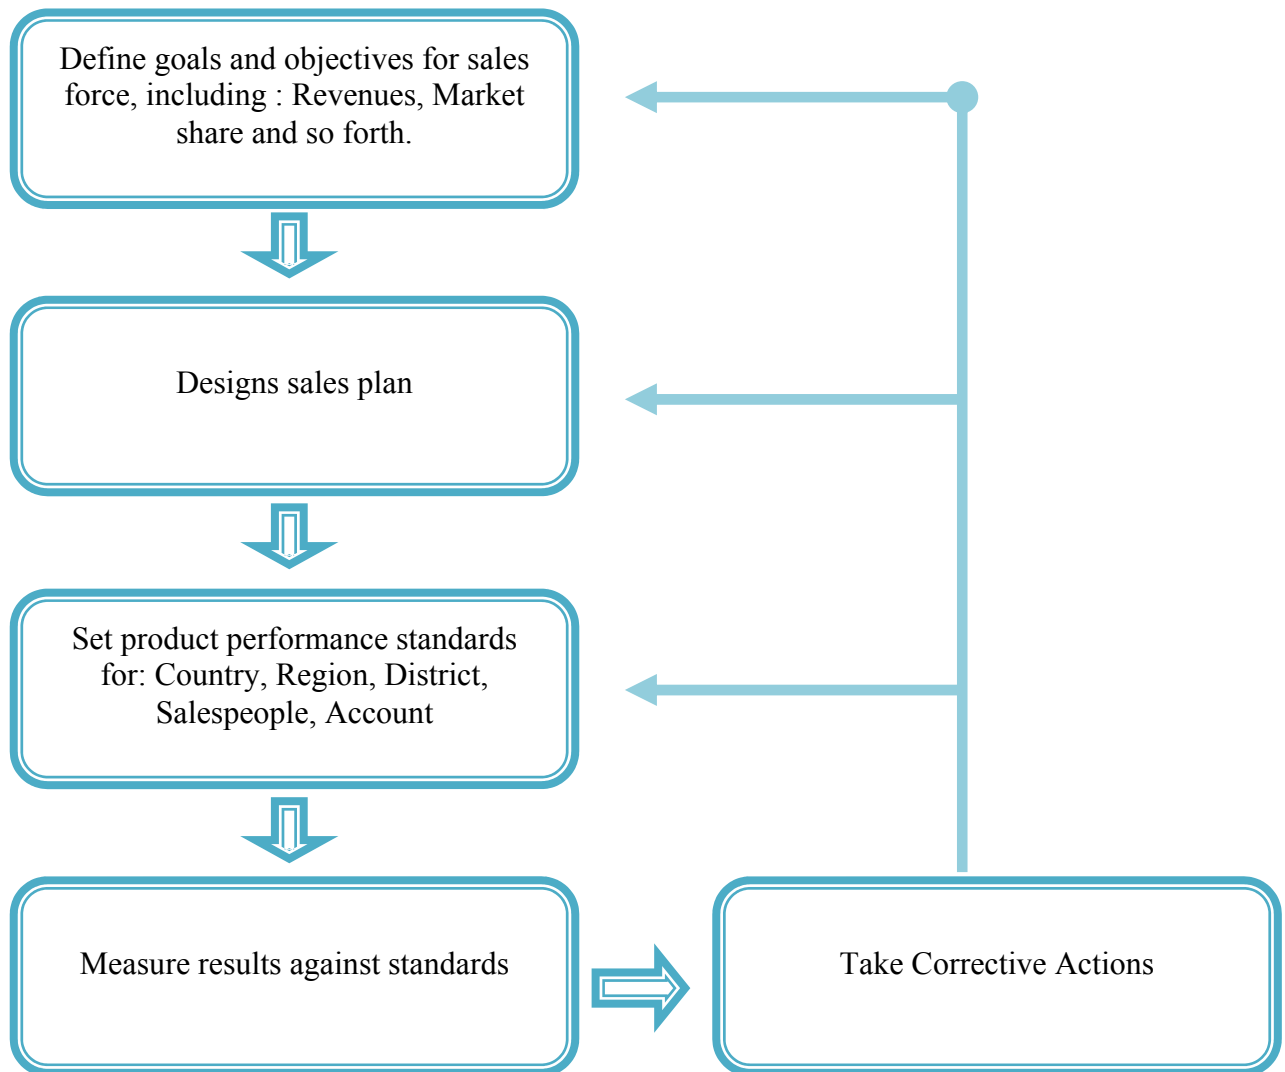 Define goals and objectives for sales
force, including : Revenues, Market
share and so forth.
Designs sales plan
Set product performance standards
for: Country, Region, District,
Salespeople, Account
Measure results against standards
Take Corrective Actions